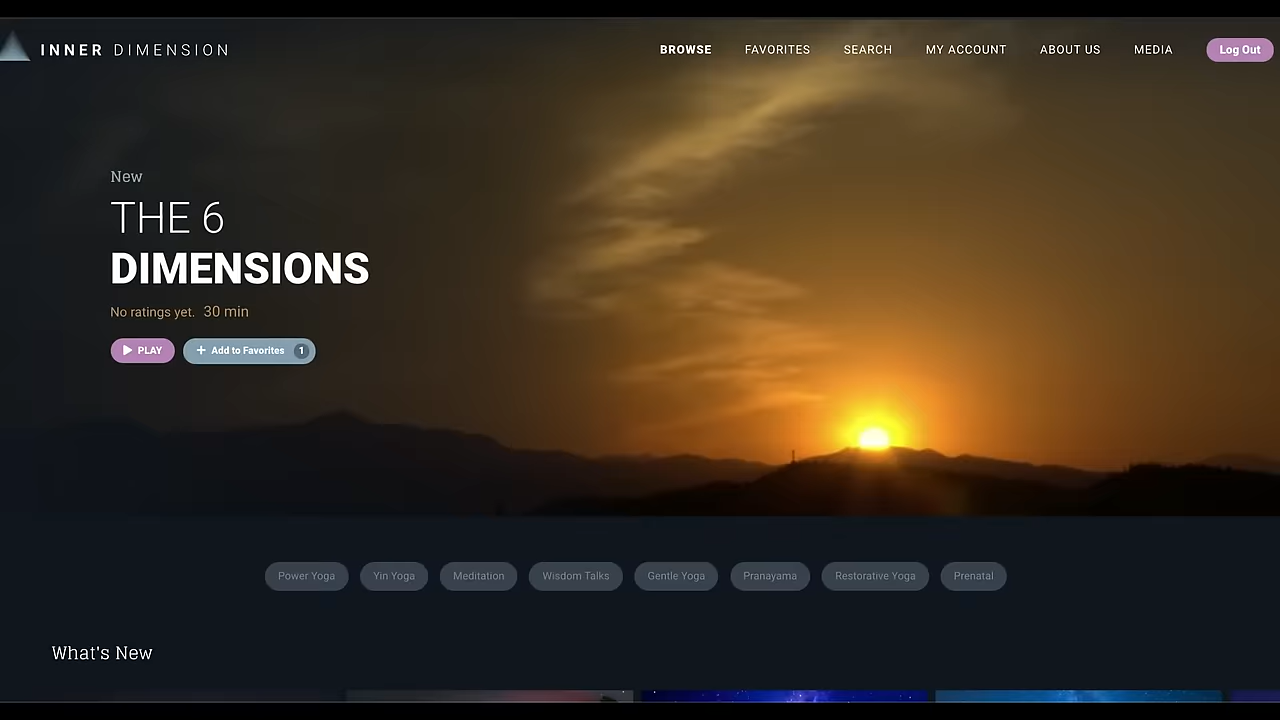 INNER DIMENSION
BROWSE FAVORITES SEARCH MY ACCOUNT ABOUT US MEDIA Log Out
New
THE 6
DIMENSIONS
No ratings yet. 30 min
PLAY + Add to Favorites 1
Power Yoga Yin Yoga Meditation Wisdom Talks Gentle Yoga Pranayama Restorative Yoga Prenatal
What's New